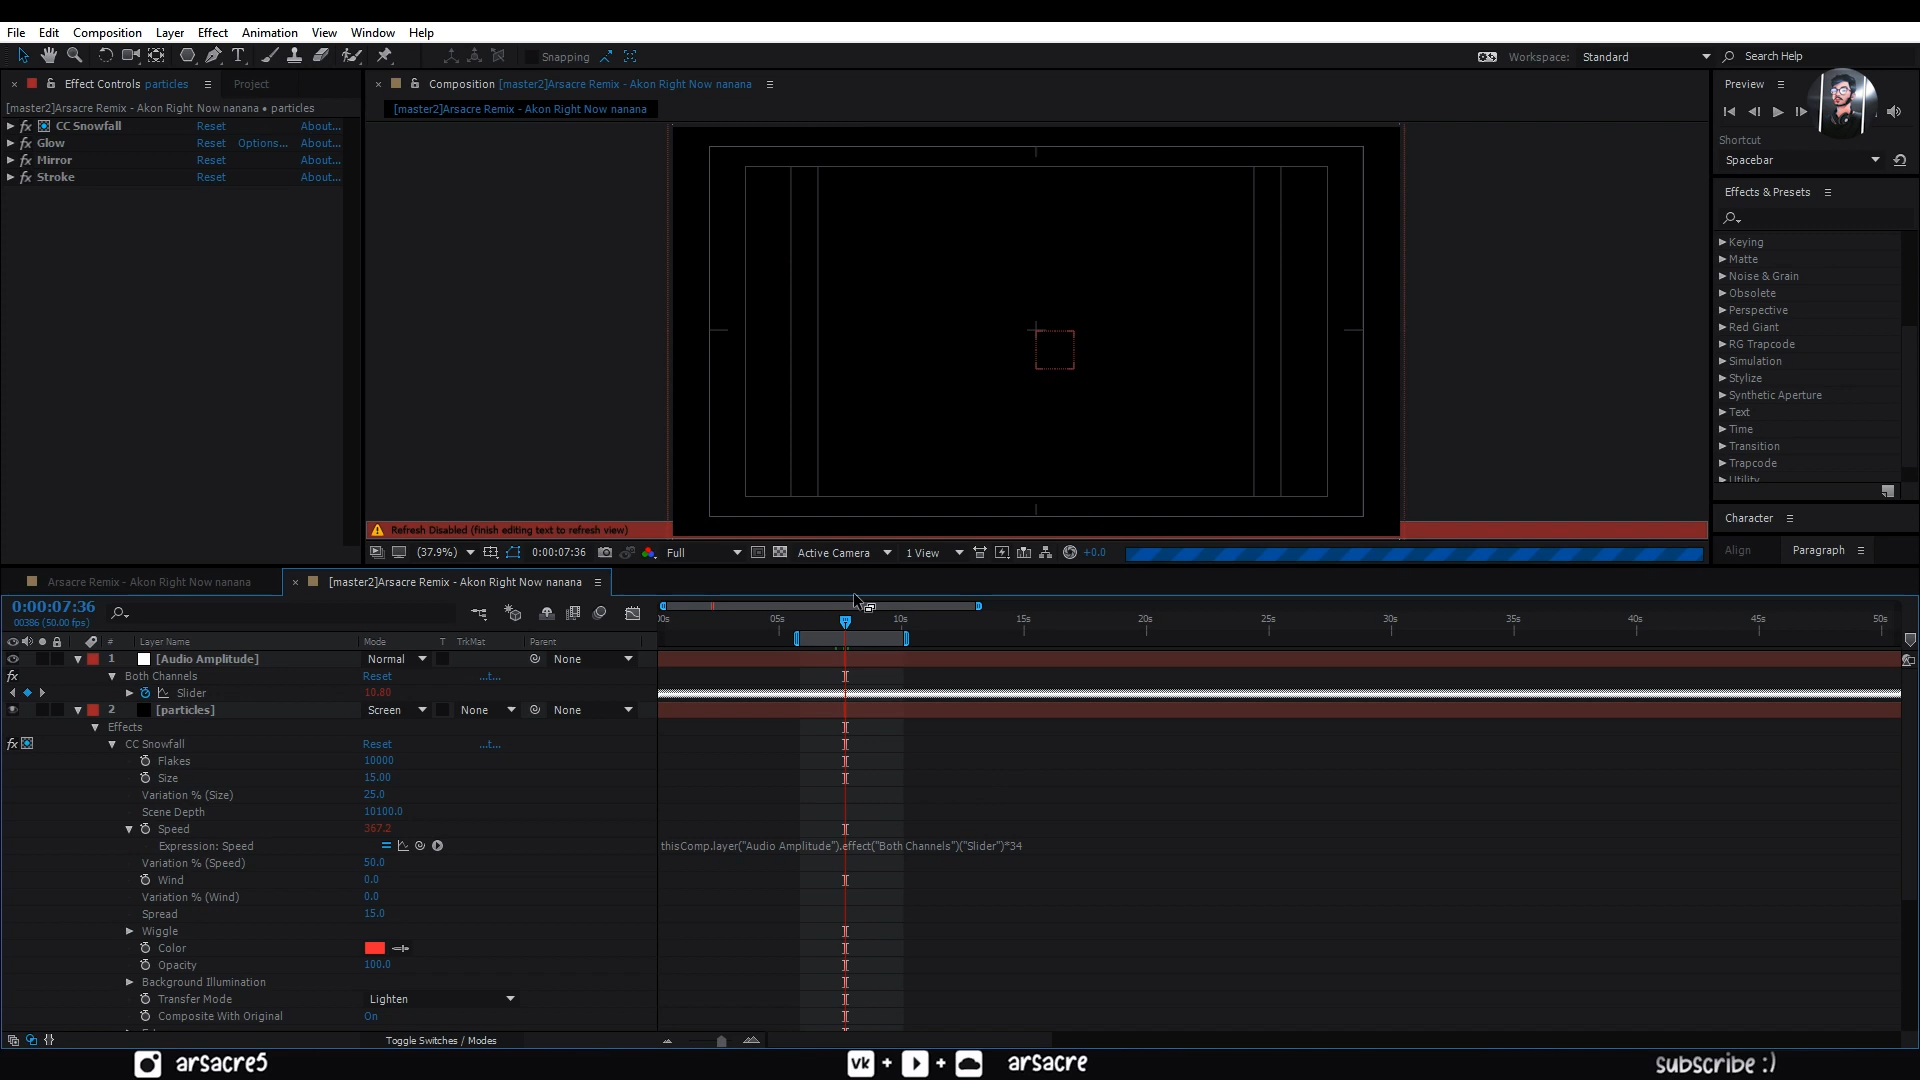 File Edit Composition Layer Effect Animation View Window Help
Snapping
Workspace: Standard
Search Help
Effect Controls particles
Project
Composition [master2]Arsacre Remix - Akon Right Now nanana
Preview
[master2]Arsacre Remix - Akon Right Now nanana • particles
[master2]Arsacre Remix - Akon Right Now nanana
fx CC Snowfall Reset About...
fx Glow Reset Options... About...
fx Mirror Reset About...
fx Stroke Reset About...
Shortcut
Spacebar
Effects & Presets
Keying
Matte
Noise & Grain
Obsolete
Perspective
Red Giant
RG Trapcode
Simulation
Stylize
Synthetic Aperture
Text
Time
Transition
Trapcode
Utility
Character
Align Paragraph
Refresh Disabled (finish editing text to refresh view)
(37.9%) 0:00:07:36 Full Active Camera 1 View +0.0
Arsacre Remix - Akon Right Now nanana
[master2]Arsacre Remix - Akon Right Now nanana
0:00:07:36
00386 (50.00 fps)
00s 05s 10s 15s 20s 25s 30s 35s 40s 45s 50s
# Layer Name Mode T TrkMat Parent
1 [Audio Amplitude] Normal None
fx Both Channels Reset ...t...
Slider 10.80
2 [particles] Screen None None
Effects
fx CC Snowfall Reset ...t...
Flakes 10000
Size 15.00
Variation % (Size) 25.0
Scene Depth 10100.0
Speed 367.2
Expression: Speed thisComp.layer("Audio Amplitude").effect("Both Channels")("Slider")*34
Variation % (Speed) 50.0
Wind 0.0
Variation % (Wind) 0.0
Spread 15.0
Wiggle
Color
Opacity 100.0
Background Illumination
Transfer Mode Lighten
Composite With Original On
Toggle Switches / Modes
arsacre5
vk + + arsacre
subscribe :)